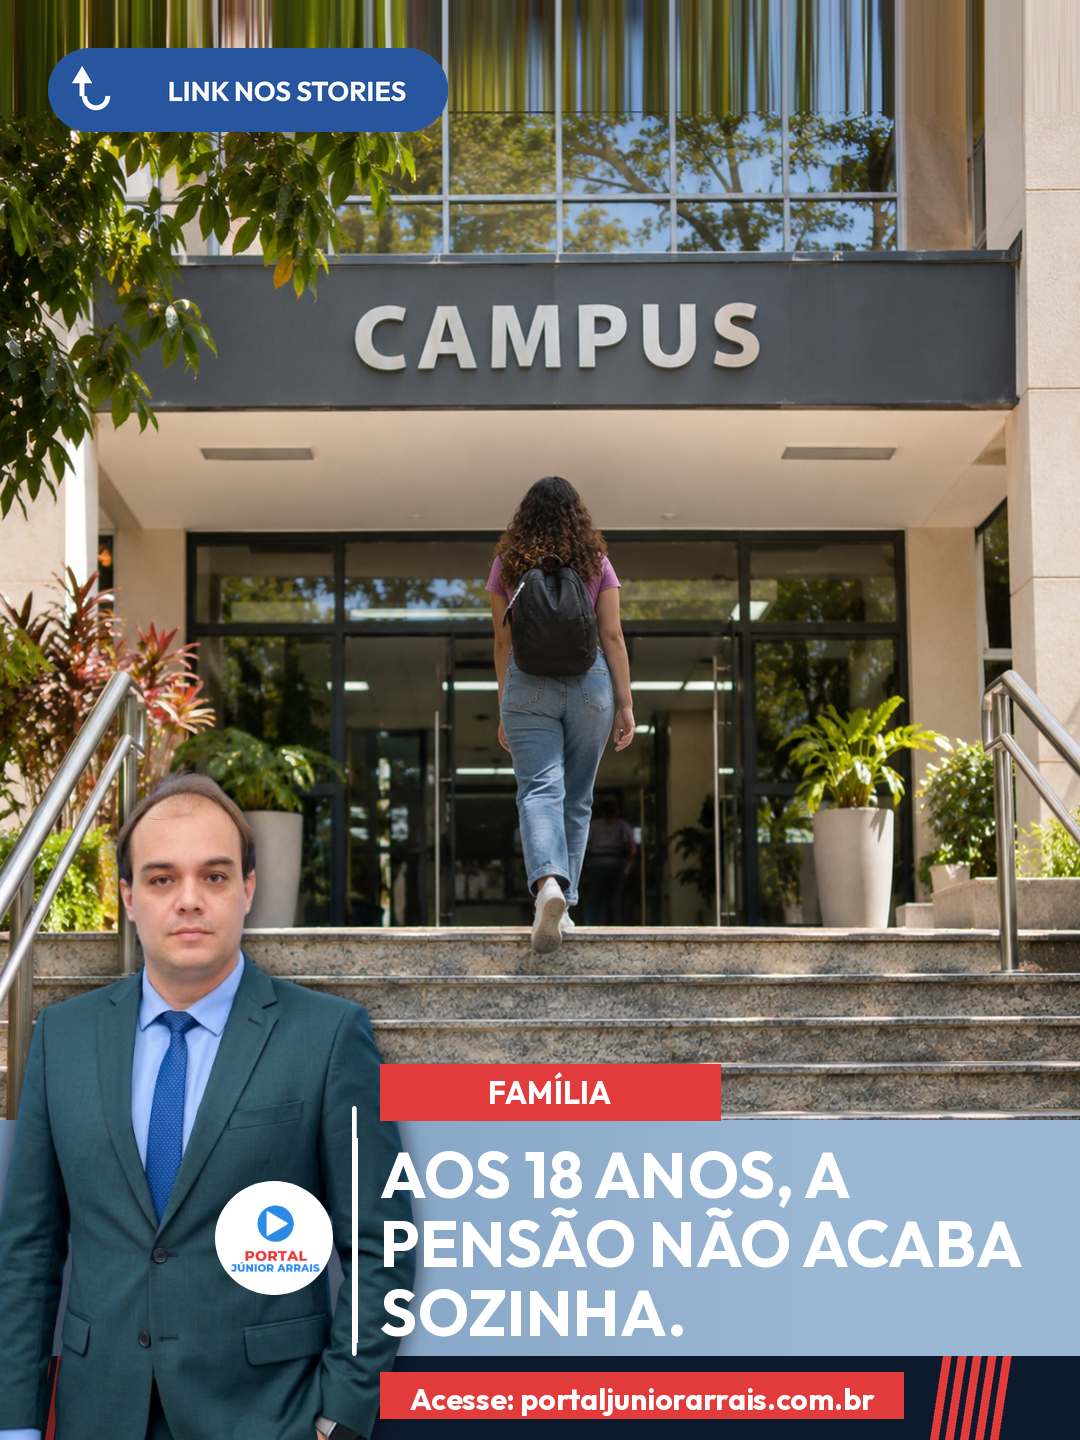 LINK NOS STORIES
CAMPUS
FAMÍLIA
AOS 18 ANOS, A
PENSÃO NÃO ACABA
SOZINHA.
PORTAL
JÚNIOR ARRAIS
Acesse: portaljuniorarrais.com.br